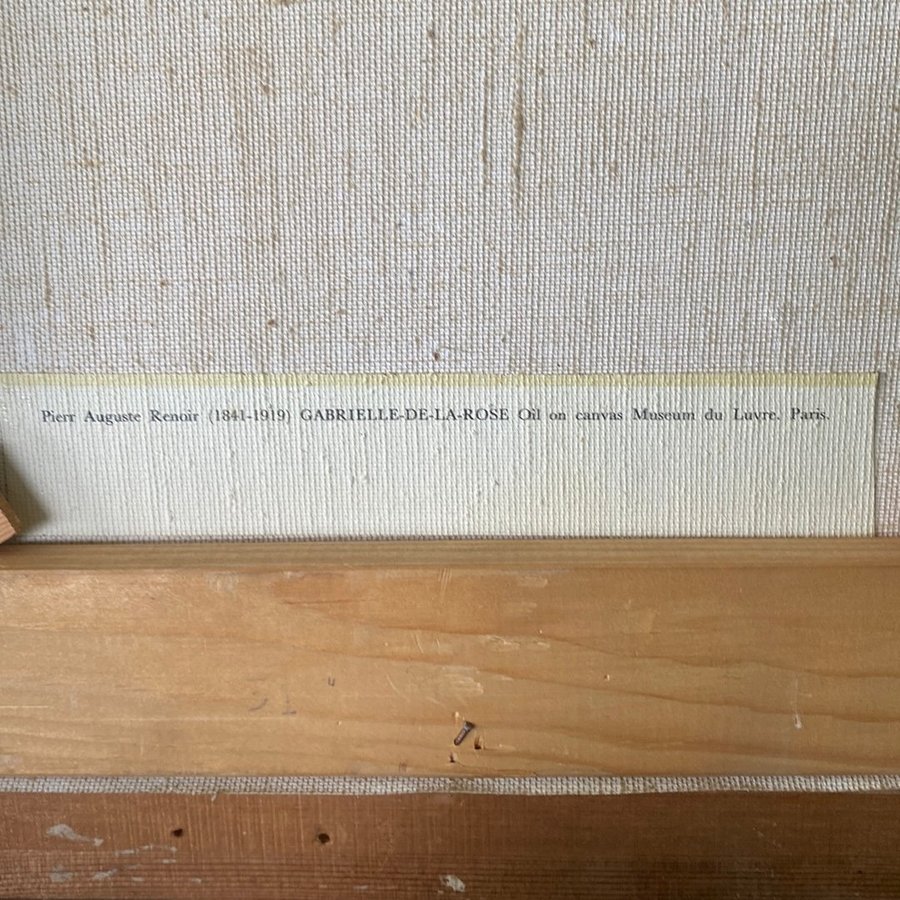 Pierr Auguste Renoir (1841-1919) GABRIELLE-DE-LA-ROSE Oil on canvas Museum du Luvre. Paris.